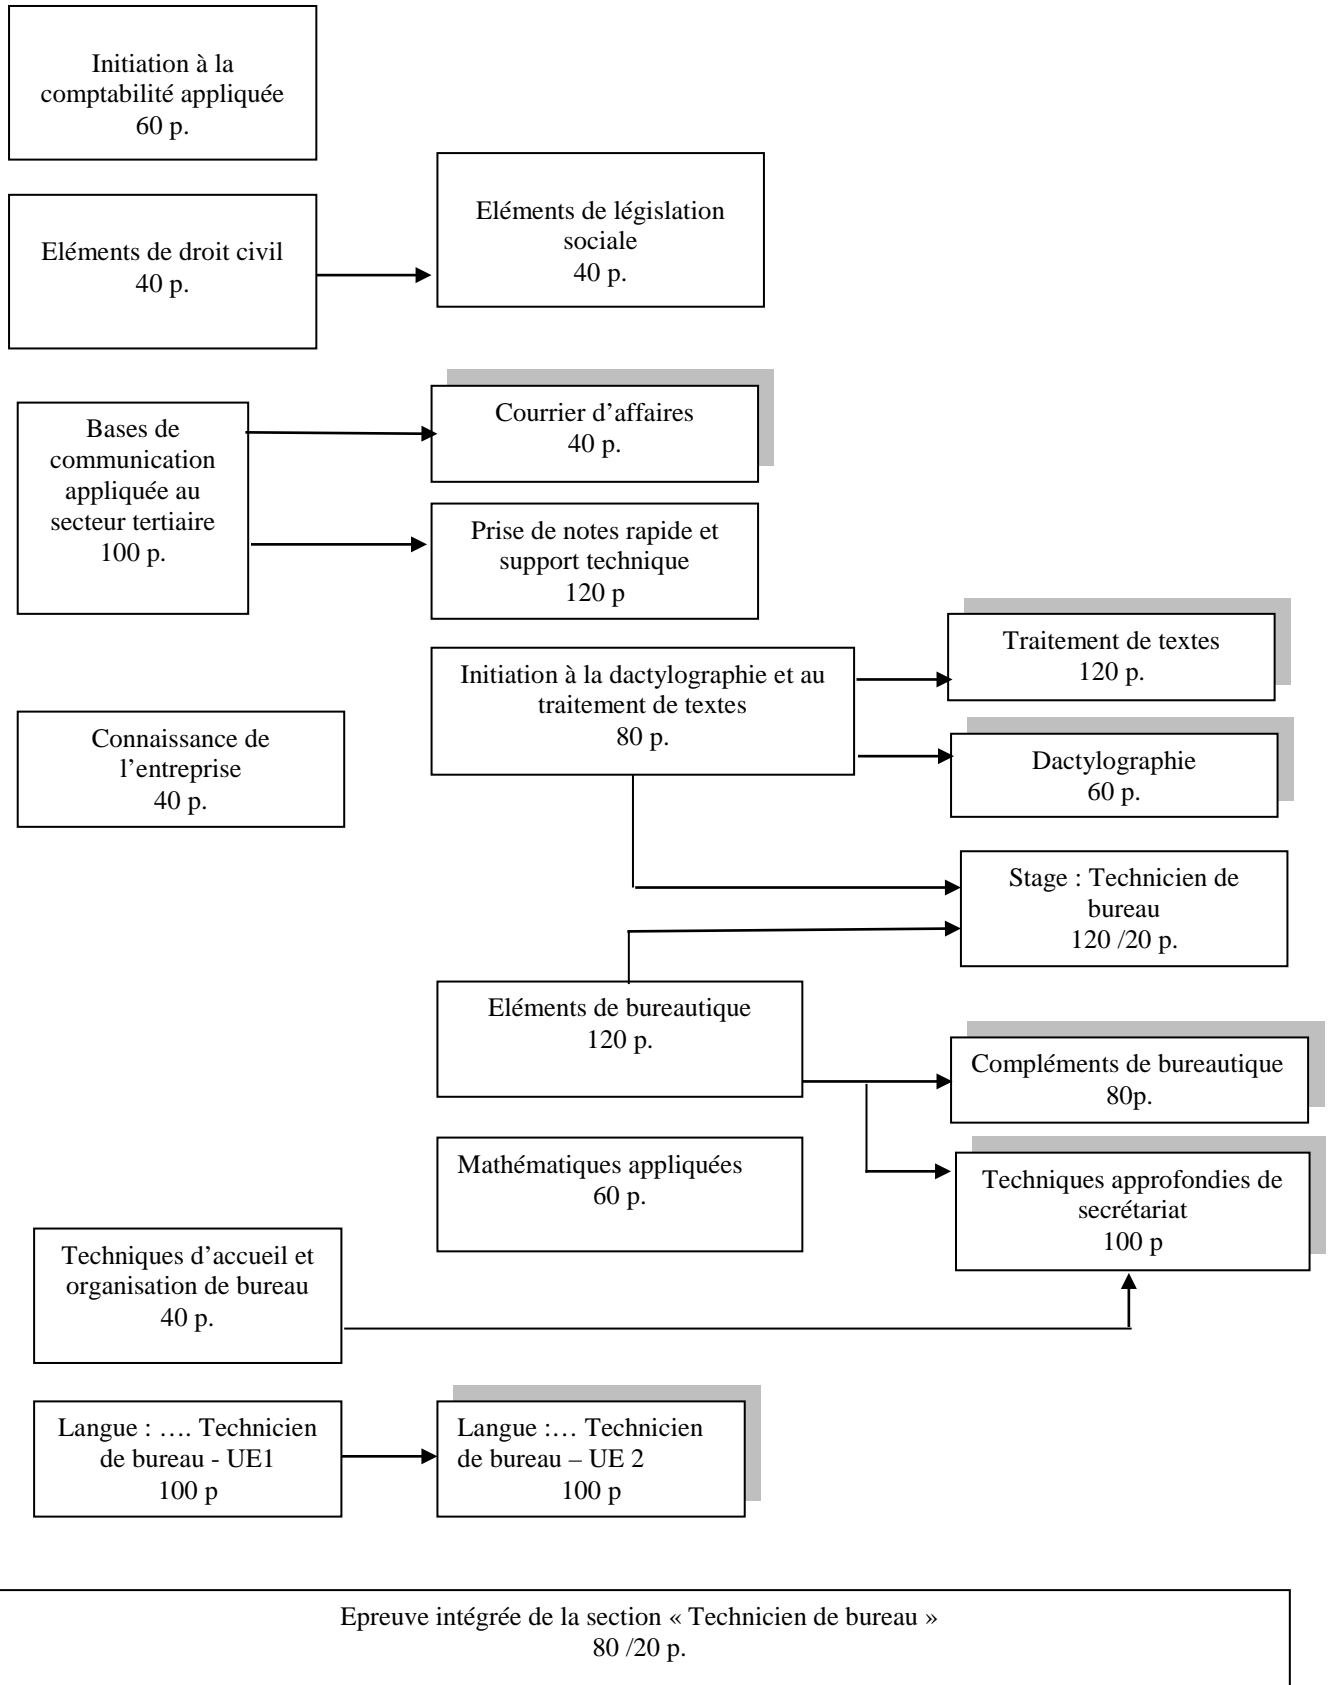 Initiation à la
comptabilité appliquée
60 p.
Eléments de droit civil
40 p.
Eléments de législation
sociale
40 p.
Bases de
communication
appliquée au
secteur tertiaire
100 p.
Courrier d’affaires
40 p.
Prise de notes rapide et
support technique
120 p
Initiation à la dactylographie et au
traitement de textes
80 p.
Traitement de textes
120 p.
Connaissance de
l’entreprise
40 p.
Dactylographie
60 p.
Stage : Technicien de
bureau
120 /20 p.
Eléments de bureautique
120 p.
Compléments de bureautique
80p.
Mathématiques appliquées
60 p.
Techniques approfondies de
secrétariat
100 p
Techniques d’accueil et
organisation de bureau
40 p.
Langue : …. Technicien
de bureau - UE1
100 p
Langue :… Technicien
de bureau – UE 2
100 p
Epreuve intégrée de la section « Technicien de bureau »
80 /20 p.